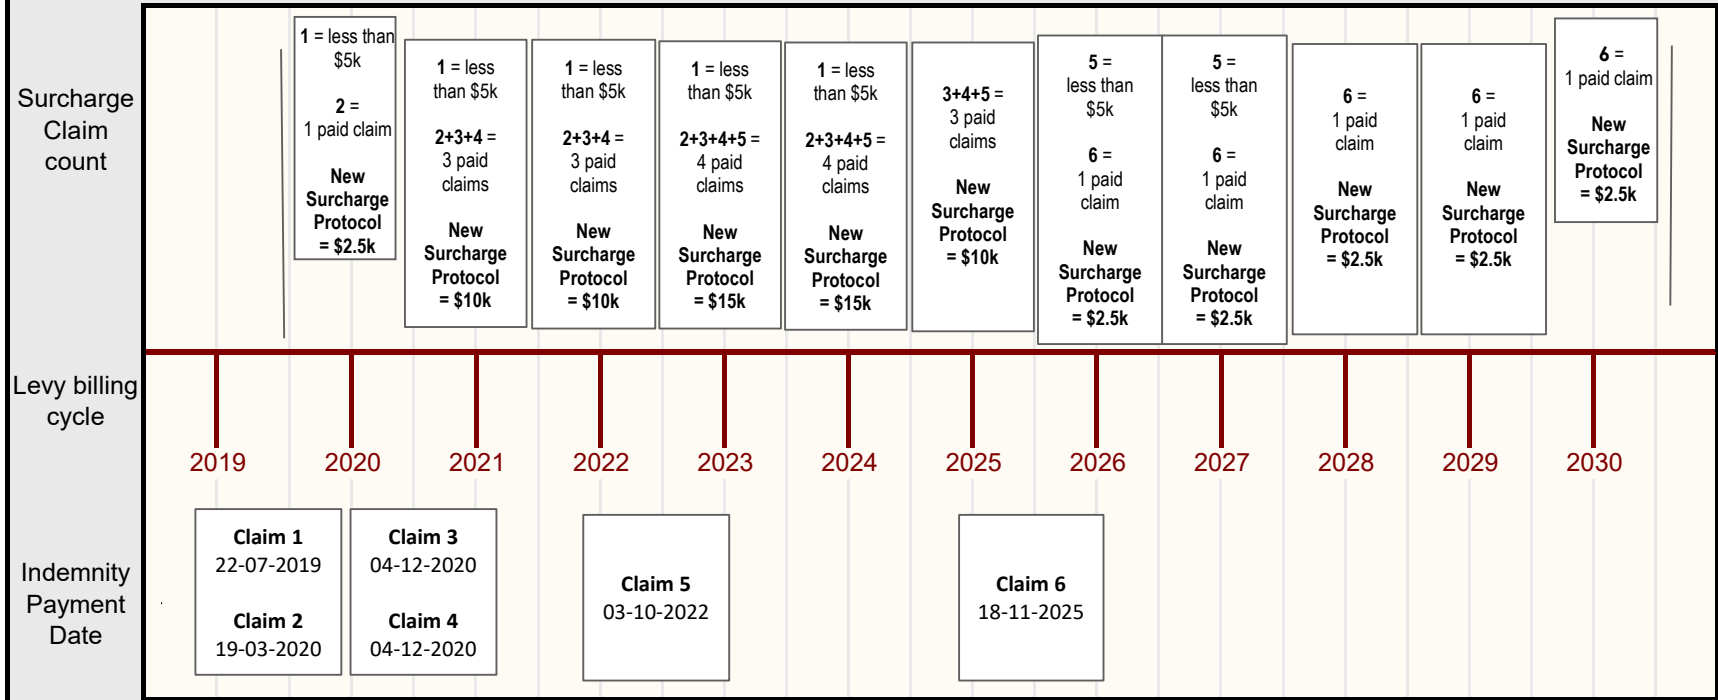 Surcharge
Claim
count
1 = less than
$5k
2 =
1 paid claim
New
Surcharge
Protocol
= $2.5k
1 = less
than $5k
2+3+4 =
3 paid
claims
New
Surcharge
Protocol
= $10k
1 = less
than $5k
2+3+4 =
3 paid
claims
New
Surcharge
Protocol
= $10k
1 = less
than $5k
2+3+4+5 =
4 paid
claims
New
Surcharge
Protocol
= $15k
1 = less
than $5k
2+3+4+5 =
4 paid
claims
New
Surcharge
Protocol
= $15k
3+4+5 =
3 paid
claims
New
Surcharge
Protocol
= $10k
5 =
less than
$5k
6 =
1 paid
claim
New
Surcharge
Protocol
= $2.5k
5 =
less than
$5k
6 =
1 paid
claim
New
Surcharge
Protocol
= $2.5k
6 =
1 paid
claim
New
Surcharge
Protocol
= $2.5k
6 =
1 paid
claim
New
Surcharge
Protocol
= $2.5k
6 =
1 paid claim
New
Surcharge
Protocol
= $2.5k
Levy billing
cycle
2019 2020 2021 2022 2023 2024 2025 2026 2027 2028 2029 2030
Indemnity
Payment
Date
Claim 1
22-07-2019
Claim 2
19-03-2020
Claim 3
04-12-2020
Claim 4
04-12-2020
Claim 5
03-10-2022
Claim 6
18-11-2025